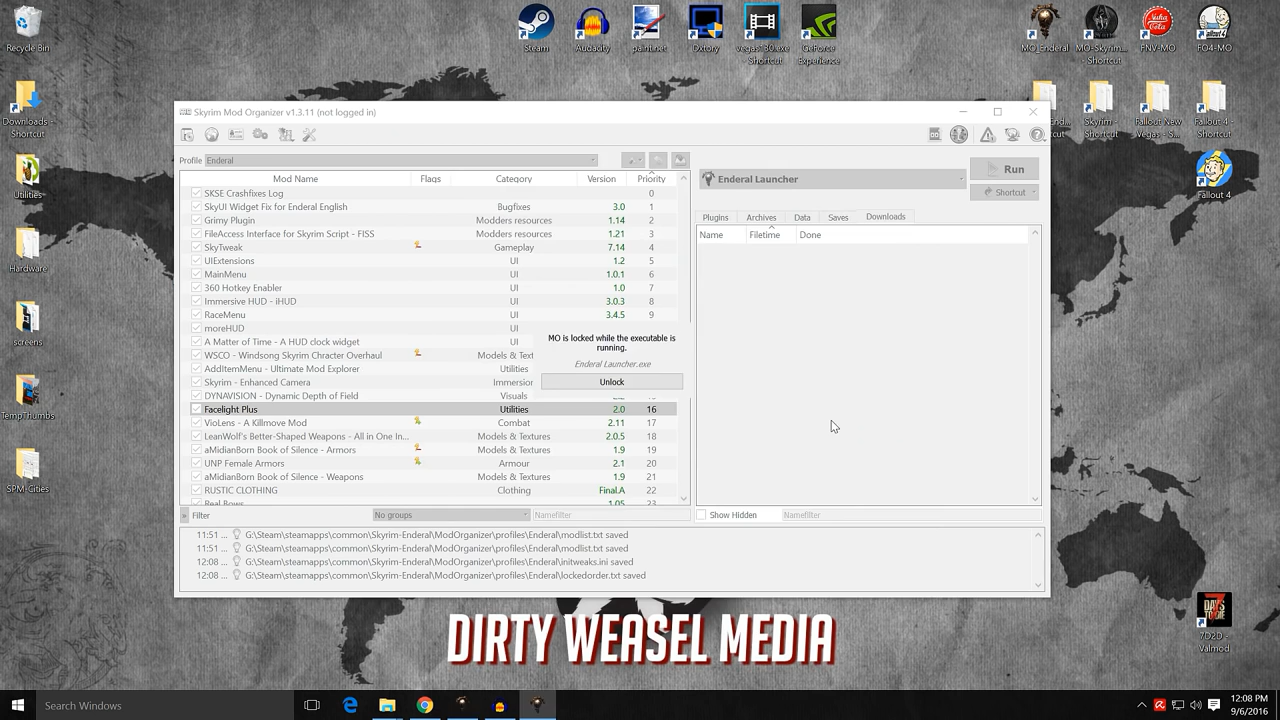 Recycle Bin
Steam
Audacity
paint.net
Dxtory
vegas130.exe - Shortcut
GeForce Experience
MO_Enderal
MO-Skyrim... - Shortcut
FNV-MO
FO4-MO
Downloads - Shortcut
Skyrim - Shortcut
Fallout New Vegas - S...
Fallout 4 - Shortcut
Utilities
Fallout 4
Hardware
screens
TempThumbs
SPM-Cities
7D2D - Valmod
Skyrim Mod Organizer v1.3.11 (not logged in)
Profile Enderal
Mod Name Flags Category Version Priority
SKSE Crashfixes Log 0
SkyUI Widget Fix for Enderal English Bugfixes 3.0 1
Grimy Plugin Modders resources 1.14 2
FileAccess Interface for Skyrim Script - FISS Modders resources 1.21 3
SkyTweak Gameplay 7.14 4
UIExtensions UI 1.2 5
MainMenu UI 1.0.1 6
360 Hotkey Enabler UI 1.0 7
Immersive HUD - iHUD UI 3.0.3 8
RaceMenu UI 3.4.5 9
moreHUD UI
A Matter of Time - A HUD clock widget UI
WSCO - Windsong Skyrim Chracter Overhaul Models & Text
AddItemMenu - Ultimate Mod Explorer Utilities
Skyrim - Enhanced Camera Immersion
DYNAVISION - Dynamic Depth of Field Visuals
Facelight Plus Utilities 2.0 16
VioLens - A Killmove Mod Combat 2.11 17
LeanWolf's Better-Shaped Weapons - All in One In... Models & Textures 2.0.5 18
aMidianBorn Book of Silence - Armors Models & Textures 1.9 19
UNP Female Armors Armour 2.1 20
aMidianBorn Book of Silence - Weapons Models & Textures 1.9 21
RUSTIC CLOTHING Clothing Final.A 22
Real Bows 1.05 23
MO is locked while the executable is running.
Enderal Launcher.exe
Unlock
Enderal Launcher
Run
Shortcut
Plugins Archives Data Saves Downloads
Name Filetime Done
» Filter No groups Namefilter
Show Hidden Namefilter
11:51 ... G:\Steam\steamapps\common\Skyrim-Enderal\ModOrganizer\profiles\Enderal\modlist.txt saved
11:51 ... G:\Steam\steamapps\common\Skyrim-Enderal\ModOrganizer\profiles\Enderal\modlist.txt saved
12:08 ... G:\Steam\steamapps\common\Skyrim-Enderal\ModOrganizer\profiles\Enderal\initweaks.ini saved
12:08 ... G:\Steam\steamapps\common\Skyrim-Enderal\ModOrganizer\profiles\Enderal\lockedorder.txt saved
DIRTY WEASEL MEDIA
Search Windows
12:08 PM
9/6/2016